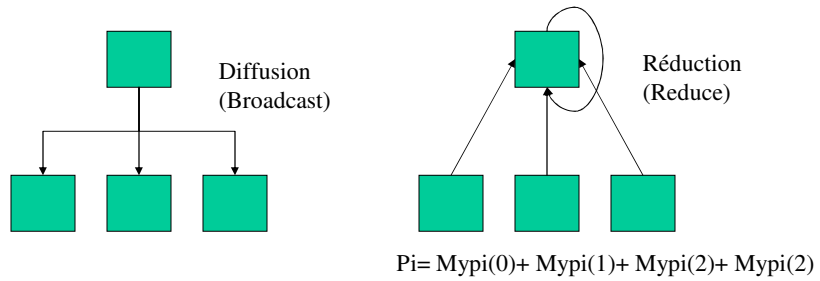 Diffusion
(Broadcast)
Réduction
(Reduce)
Pi= Mypi(0)+ Mypi(1)+ Mypi(2)+ Mypi(2)